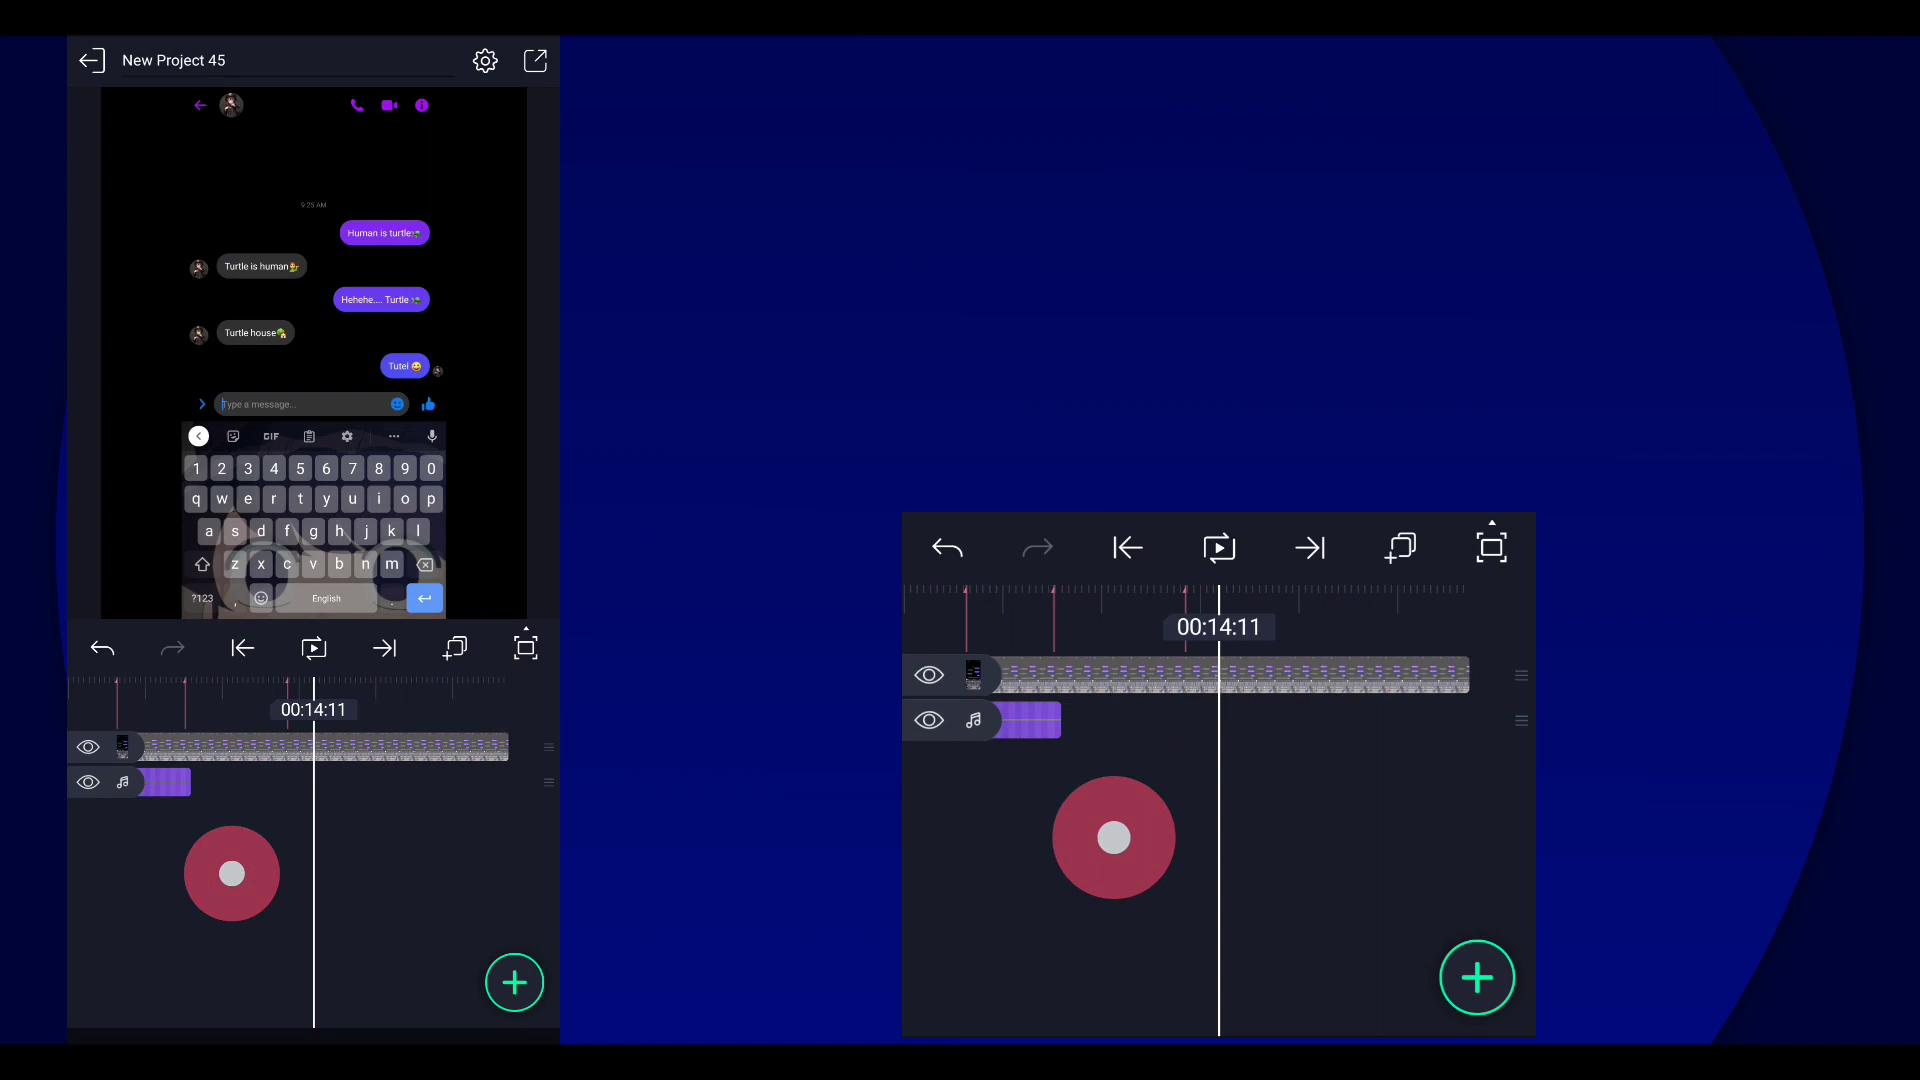 New Project 45
9:25 AM
Human is turtle🐢
Turtle is human
Hehehe.... Turtle 🐢
Turtle house🏡
Tutel 😄
Type a message...
GIF
1 2 3 4 5 6 7 8 9 0
q w e r t y u i o p
a s d f g h j k l
z x c v b n m
?123 , English .
00:14:11
00:14:11